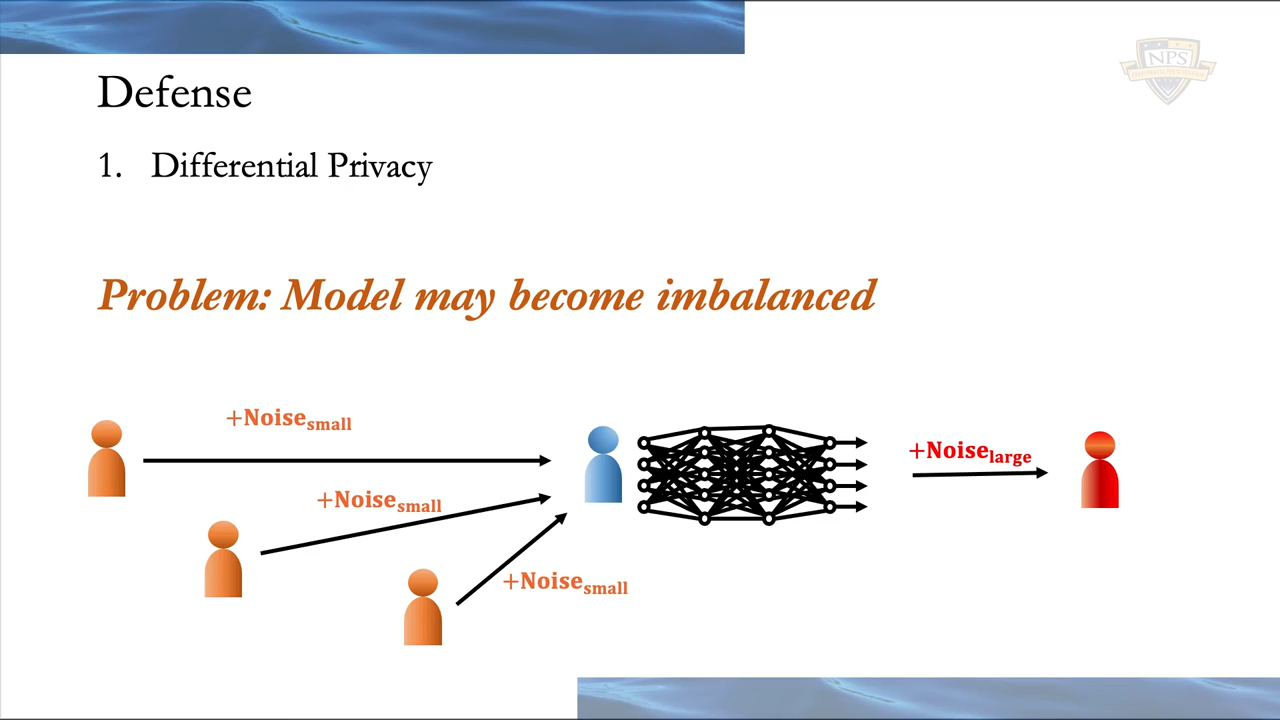 NPS
Defense
1. Differential Privacy
Problem: Model may become imbalanced
+Noise_small
+Noise_small
+Noise_small
+Noise_large